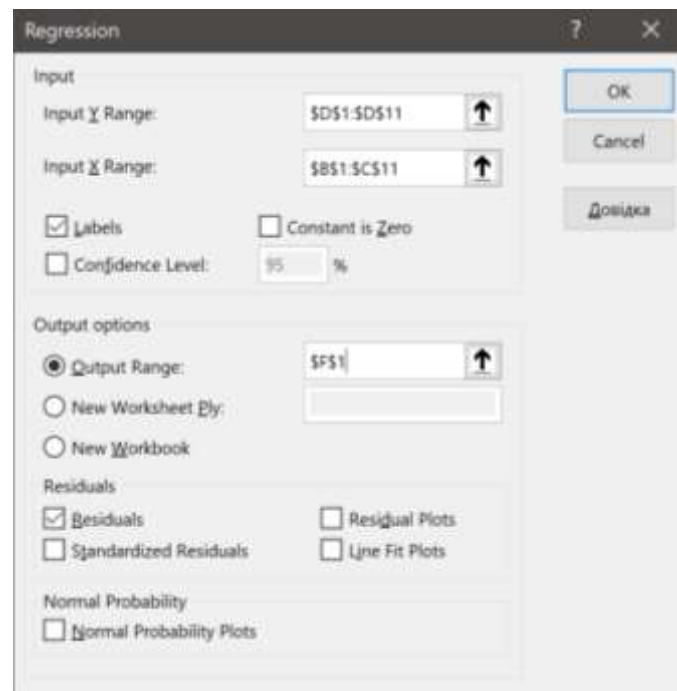 Regression ?
Input
Input Y Range: $D$1:$D$11
Input X Range: $B$1:$C$11
Labels Constant is Zero
Confidence Level: 95 %
OK
Cancel
Довідка
Output options
Output Range: $F$1
New Worksheet Ply:
New Workbook
Residuals
Residuals Residual Plots
Standardized Residuals Line Fit Plots
Normal Probability
Normal Probability Plots